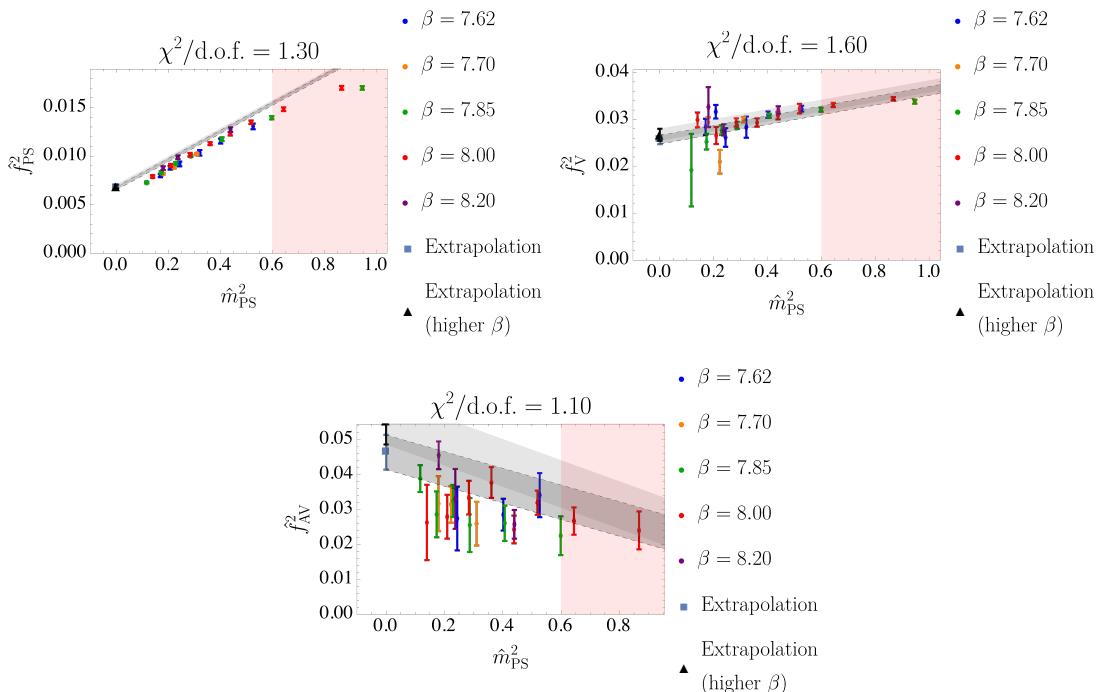 χ²/d.o.f. = 1.30
f̂²_PS
0.015
0.010
0.005
0.000
0.0 0.2 0.4 0.6 0.8 1.0
m̂²_PS
β = 7.62
β = 7.70
β = 7.85
β = 8.00
β = 8.20
Extrapolation
Extrapolation
(higher β)
χ²/d.o.f. = 1.60
f̂²_V
0.04
0.03
0.02
0.01
0.00
0.0 0.2 0.4 0.6 0.8 1.0
m̂²_PS
β = 7.62
β = 7.70
β = 7.85
β = 8.00
β = 8.20
Extrapolation
Extrapolation
(higher β)
χ²/d.o.f. = 1.10
f̂²_AV
0.05
0.04
0.03
0.02
0.01
0.00
0.0 0.2 0.4 0.6 0.8
m̂²_PS
β = 7.62
β = 7.70
β = 7.85
β = 8.00
β = 8.20
Extrapolation
Extrapolation
(higher β)